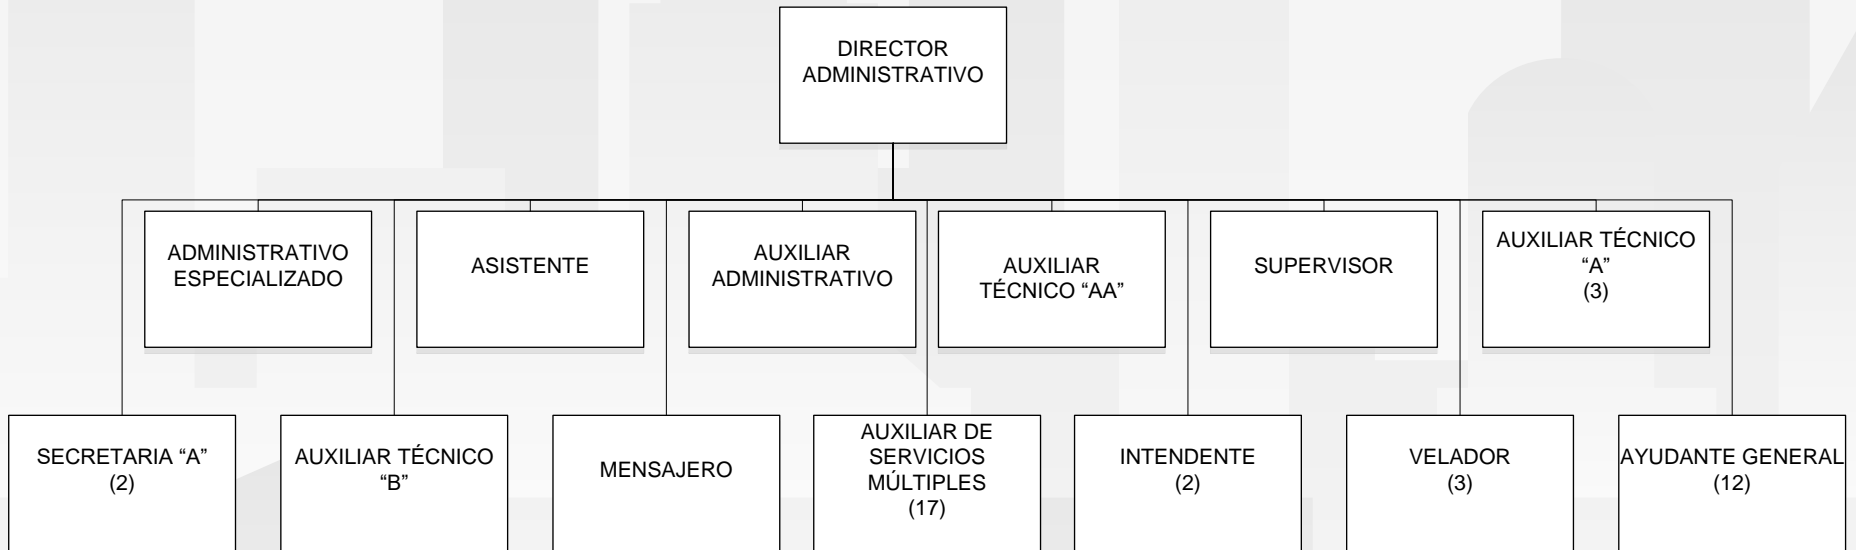 DIRECTOR
ADMINISTRATIVO
ADMINISTRATIVO
ESPECIALIZADO
ASISTENTE
AUXILIAR
ADMINISTRATIVO
AUXILIAR
TÉCNICO “AA”
SUPERVISOR
AUXILIAR TÉCNICO
“A”
(3)
SECRETARIA “A”
(2)
AUXILIAR TÉCNICO
“B”
MENSAJERO
AUXILIAR DE
SERVICIOS
MÚLTIPLES
(17)
INTENDENTE
(2)
VELADOR
(3)
AYUDANTE GENERAL
(12)